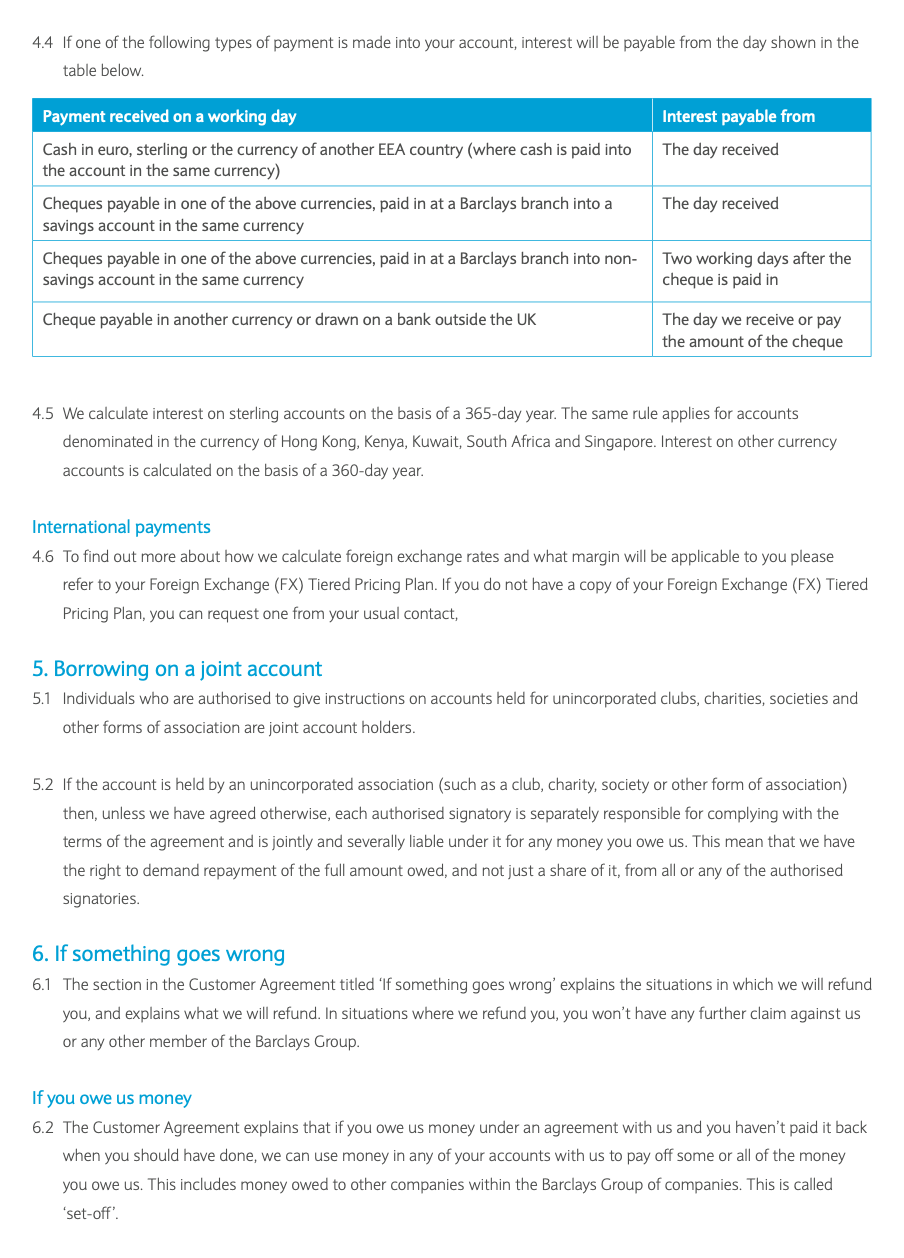 4.4 If one of the following types of payment is made into your account, interest will be payable from the day shown in the
table below.
Payment received on a working day
Interest payable from
Cash in euro, sterling or the currency of another EEA country (where cash is paid into
the account in the same currency)
The day received
Cheques payable in one of the above currencies, paid in at a Barclays branch into a
savings account in the same currency
The day received
Cheques payable in one of the above currencies, paid in at a Barclays branch into non-
savings account in the same currency
Two working days after the
cheque is paid in
Cheque payable in another currency or drawn on a bank outside the UK
The day we receive or pay
the amount of the cheque
4.5 We calculate interest on sterling accounts on the basis of a 365-day year. The same rule applies for accounts
denominated in the currency of Hong Kong, Kenya, Kuwait, South Africa and Singapore. Interest on other currency
accounts is calculated on the basis of a 360-day year.
International payments
4.6 To find out more about how we calculate foreign exchange rates and what margin will be applicable to you please
refer to your Foreign Exchange (FX) Tiered Pricing Plan. If you do not have a copy of your Foreign Exchange (FX) Tiered
Pricing Plan, you can request one from your usual contact,
5. Borrowing on a joint account
5.1 Individuals who are authorised to give instructions on accounts held for unincorporated clubs, charities, societies and
other forms of association are joint account holders.
5.2 If the account is held by an unincorporated association (such as a club, charity, society or other form of association)
then, unless we have agreed otherwise, each authorised signatory is separately responsible for complying with the
terms of the agreement and is jointly and severally liable under it for any money you owe us. This mean that we have
the right to demand repayment of the full amount owed, and not just a share of it, from all or any of the authorised
signatories.
6. If something goes wrong
6.1 The section in the Customer Agreement titled ‘If something goes wrong’ explains the situations in which we will refund
you, and explains what we will refund. In situations where we refund you, you won’t have any further claim against us
or any other member of the Barclays Group.
If you owe us money
6.2 The Customer Agreement explains that if you owe us money under an agreement with us and you haven’t paid it back
when you should have done, we can use money in any of your accounts with us to pay off some or all of the money
you owe us. This includes money owed to other companies within the Barclays Group of companies. This is called
‘set-off’.